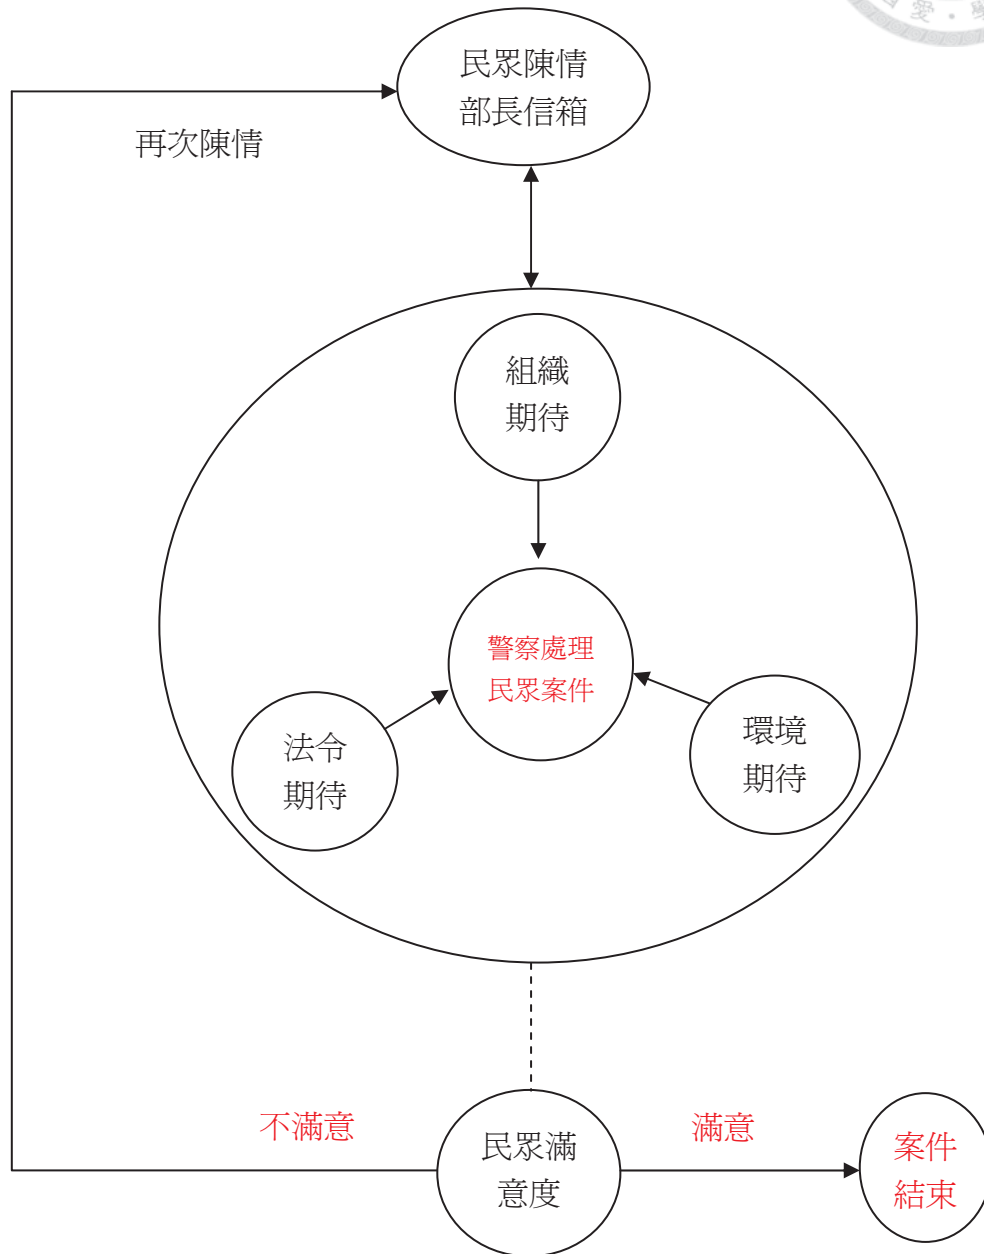 愛・學
民眾陳情
部長信箱
再次陳情
組織
期待
警察處理
民眾案件
法令
期待
環境
期待
不滿意
民眾滿
意度
滿意
案件
結束